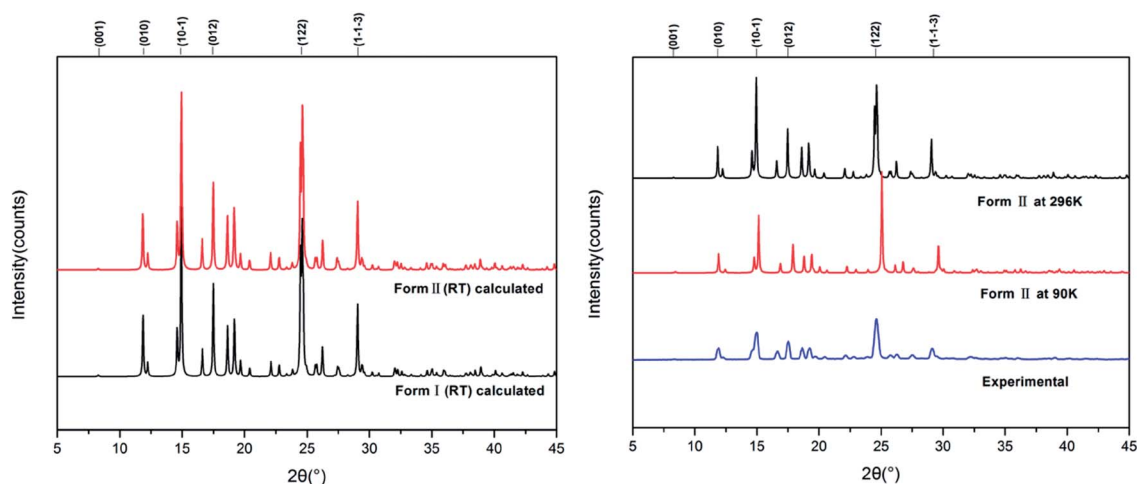 (001)
(010)
(10-1)
(012)
(122)
(1-1-3)
Intensity(counts)
Form II (RT) calculated
Form I (RT) calculated
5 10 15 20 25 30 35 40 45
2θ(°)
(001)
(010)
(10-1)
(012)
(122)
(1-1-3)
Intensity(counts)
Form II at 296K
Form II at 90K
Experimental
5 10 15 20 25 30 35 40 45
2θ(°)